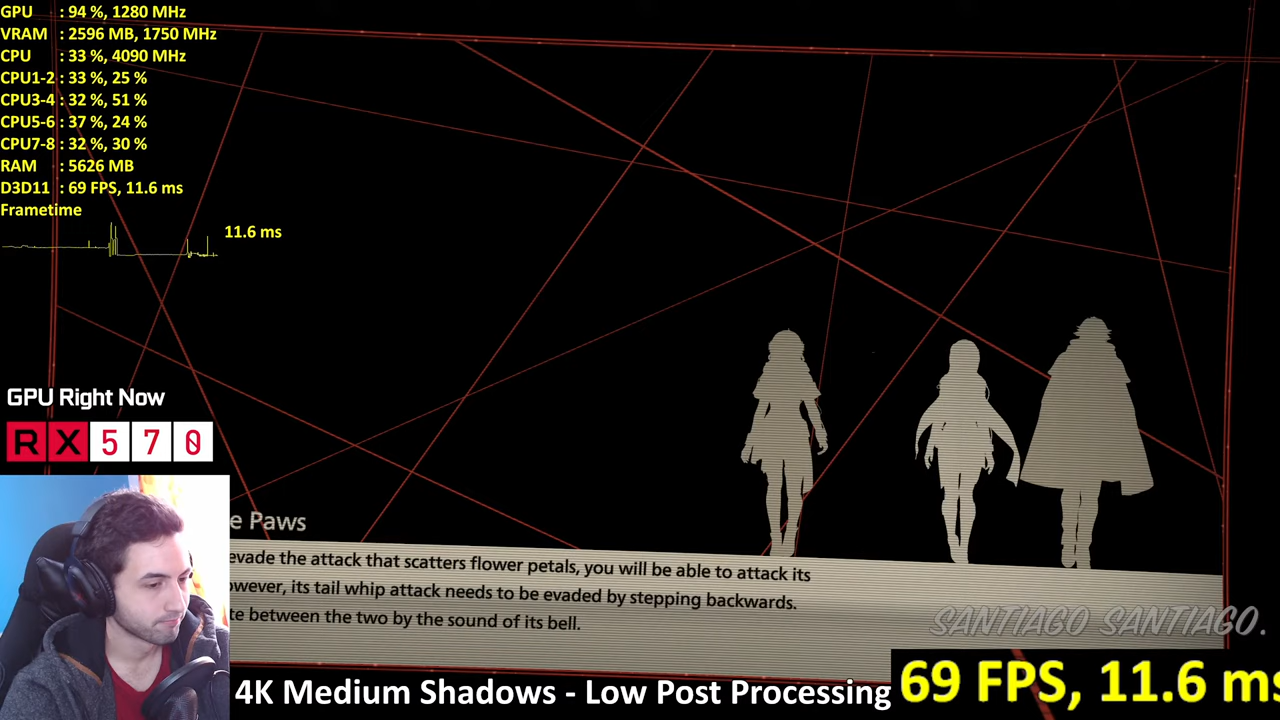 GPU : 94 %, 1280 MHz
VRAM : 2596 MB, 1750 MHz
CPU : 33 %, 4090 MHz
CPU1-2 : 33 %, 25 %
CPU3-4 : 32 %, 51 %
CPU5-6 : 37 %, 24 %
CPU7-8 : 32 %, 30 %
RAM : 5626 MB
D3D11 : 69 FPS, 11.6 ms
Frametime
11.6 ms
GPU Right Now
RX 570
e Paws
evade the attack that scatters flower petals, you will be able to attack its
owever, its tail whip attack needs to be evaded by stepping backwards.
te between the two by the sound of its bell.
SANTIAGO SANTIAGO.
4K Medium Shadows - Low Post Processing
69 FPS, 11.6 ms